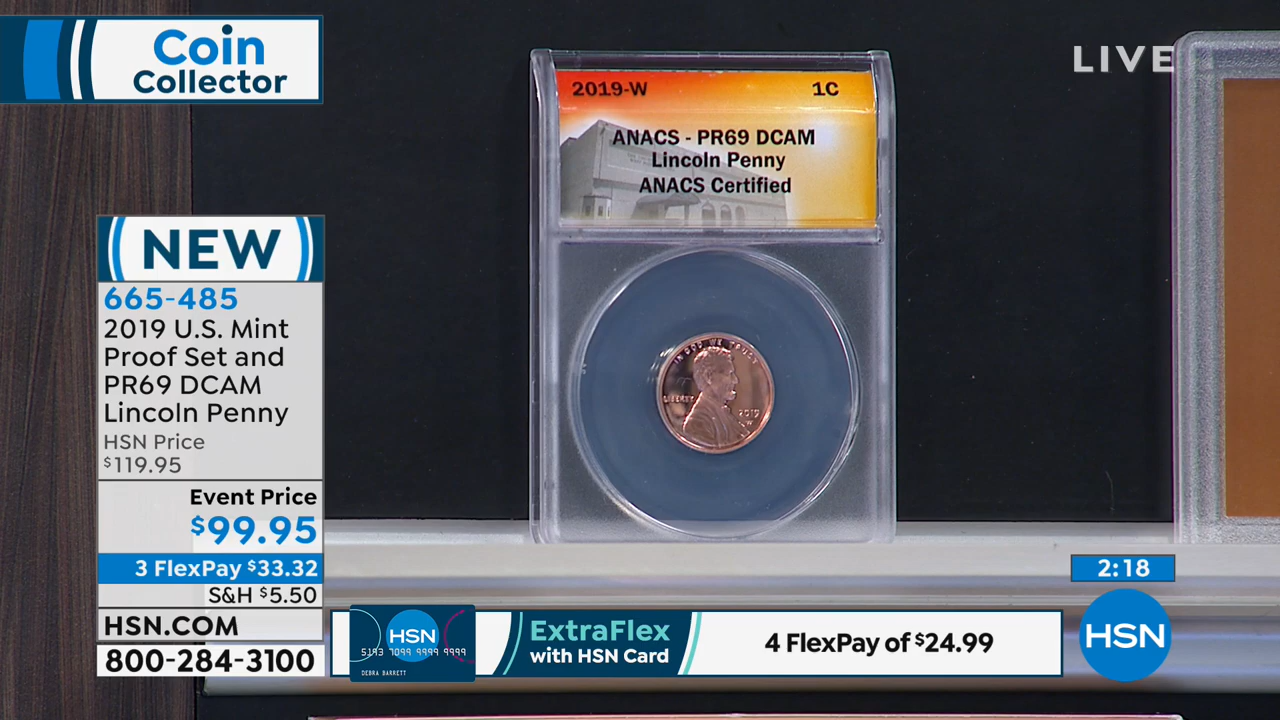 Coin
Collector
LIVE
2019-W 1C
ANACS - PR69 DCAM
Lincoln Penny
ANACS Certified
IN GOD WE TRUST
LIBERTY
2019
W
NEW
665-485
2019 U.S. Mint
Proof Set and
PR69 DCAM
Lincoln Penny
HSN Price
$119.95
Event Price
$99.95
3 FlexPay $33.32
S&H $5.50
HSN.COM
800-284-3100
HSN
5193 7099 9999 9999
DEBRA BARRETT
ExtraFlex
with HSN Card
4 FlexPay of $24.99
2:18
HSN